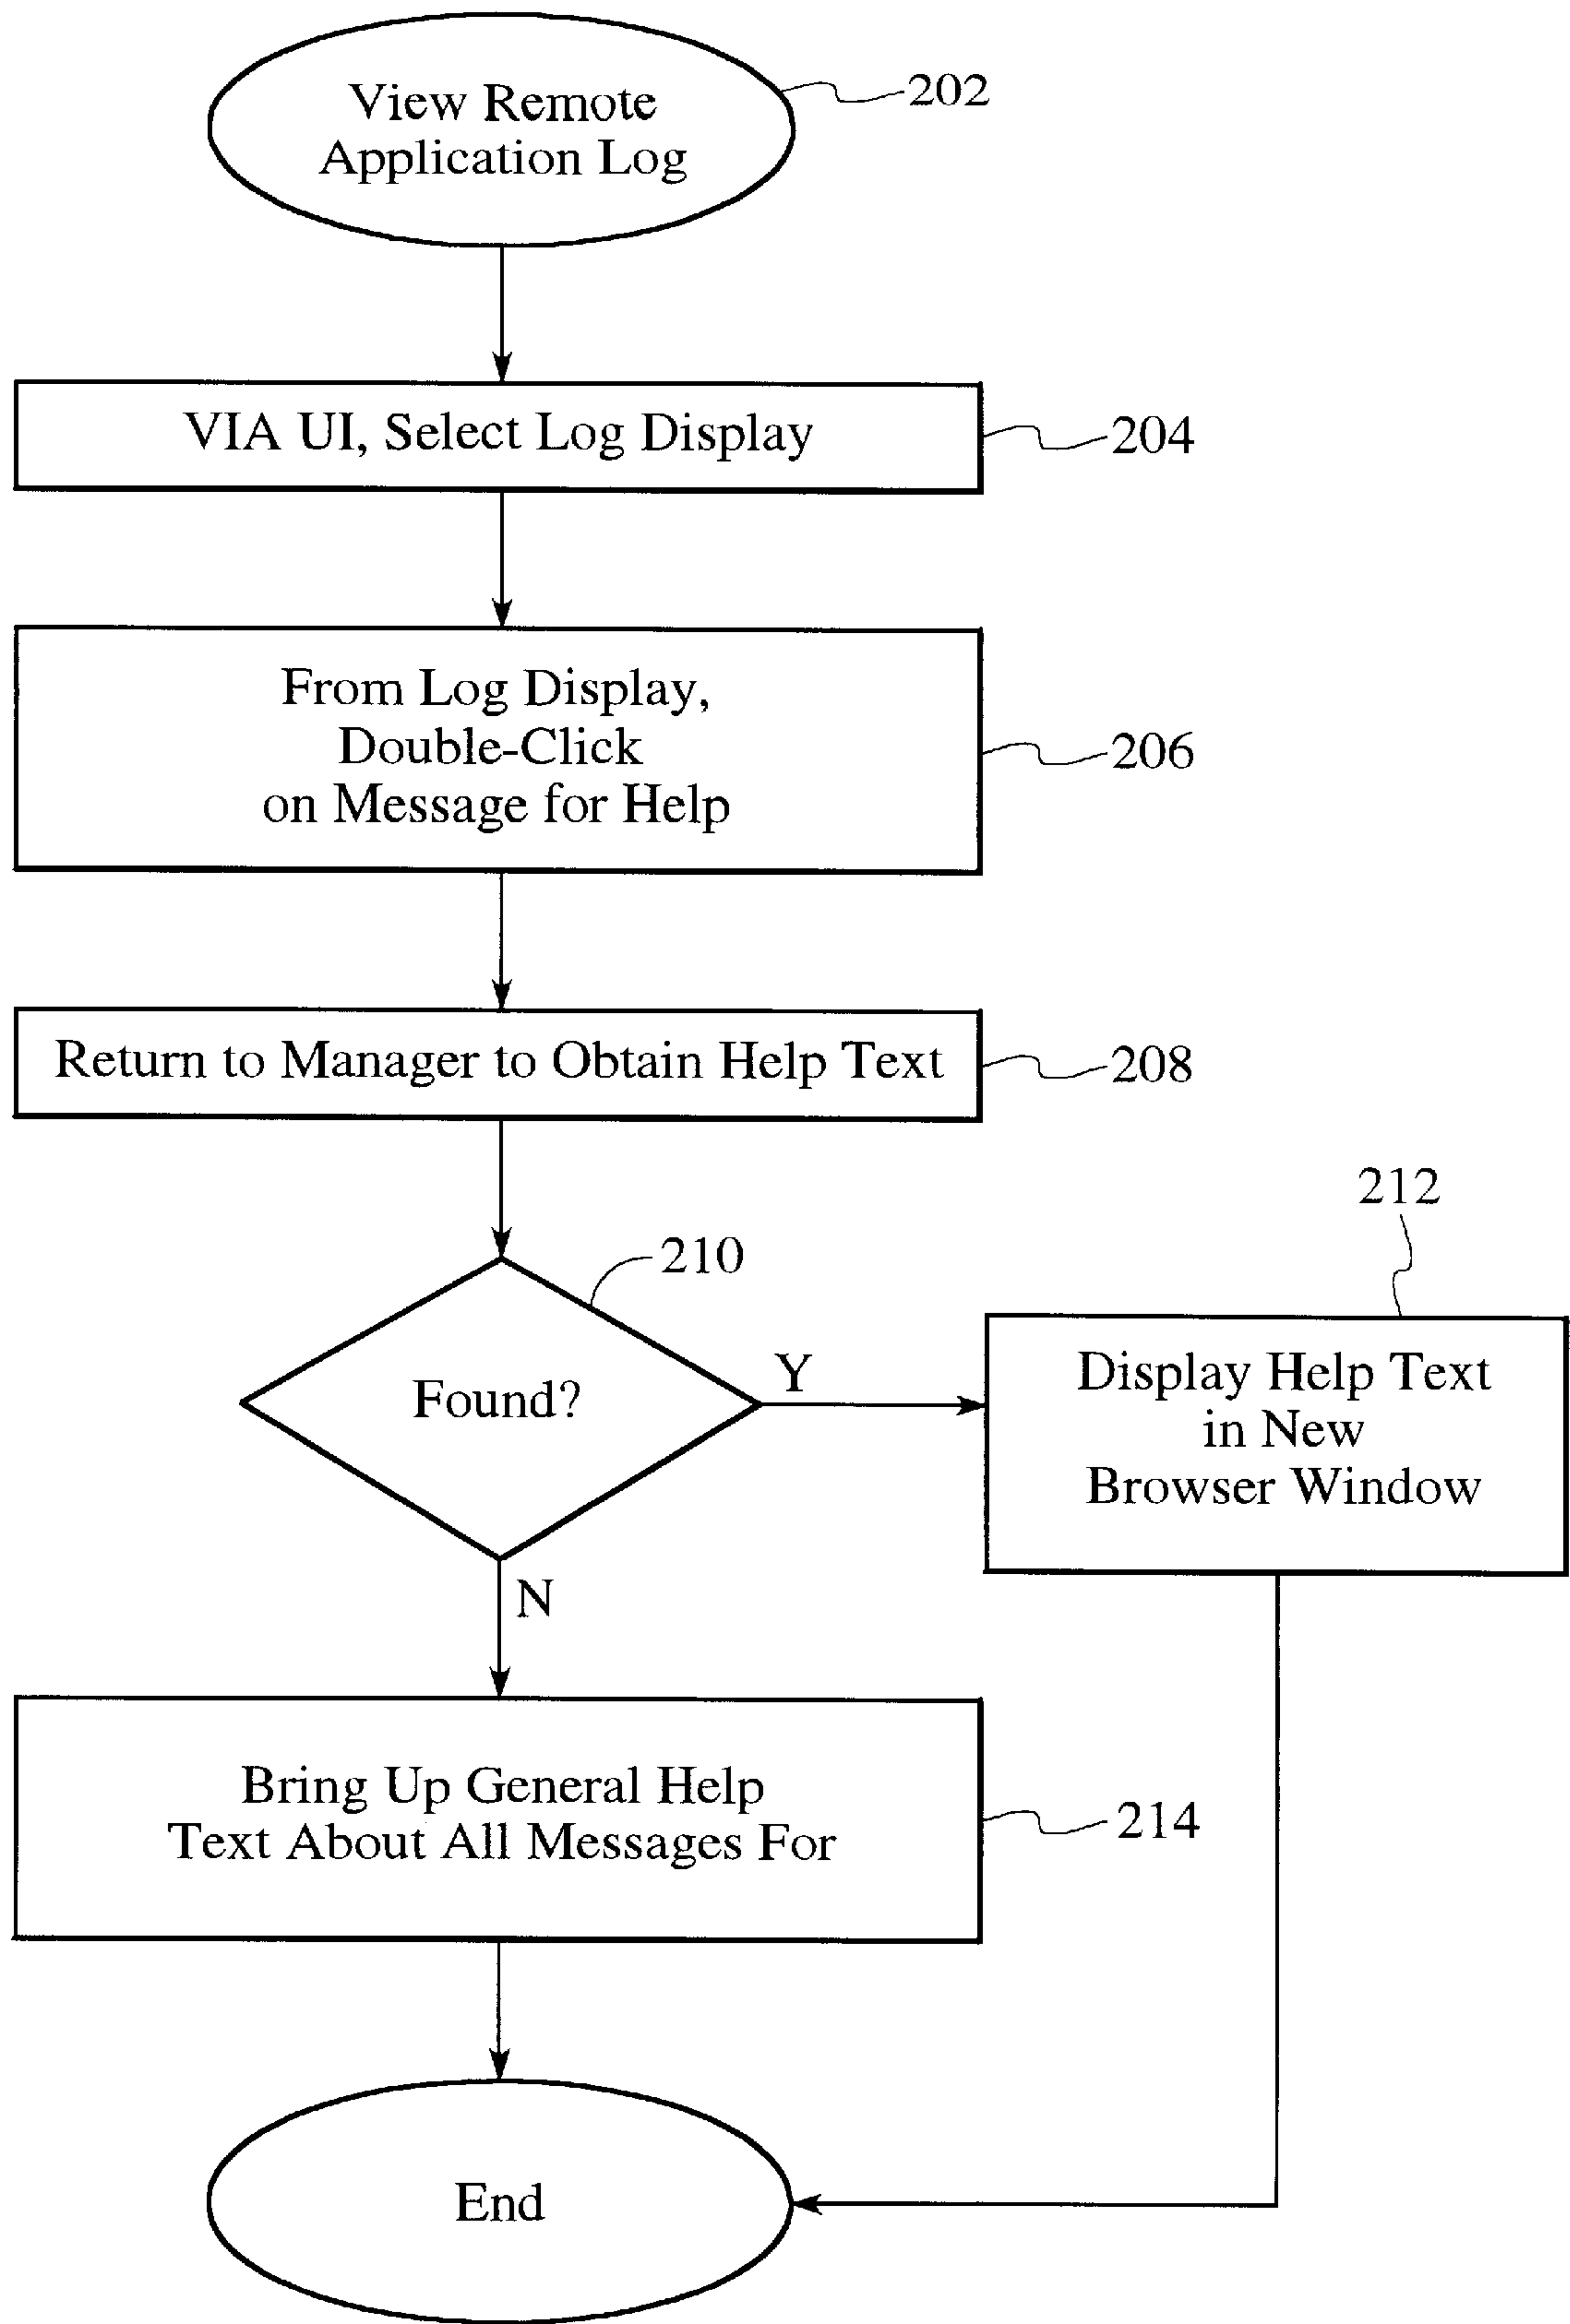 View Remote
Application Log
202
VIA UI, Select Log Display
204
From Log Display,
Double-Click
on Message for Help
206
Return to Manager to Obtain Help Text
208
212
210
Found?
Y
Display Help Text
in New
Browser Window
N
Bring Up General Help
Text About All Messages For
214
End